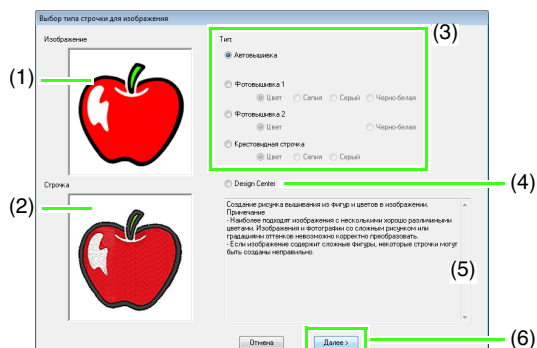 Выбор типа строчки для изображения
Изображение
Тип:
(3)
Автовышивка
(1)
Фотовышивка 1
Цвет Сепия Серый Черно-белая
Фотовышивка 2
Цвет Черно-белая
Крестовидная строчка
Цвет Сепия Серый
Строчка
Design Center
(4)
(2)
Создание рисунка вышивания из фигур и цветов в изображении.
Примечание
- Наиболее подходят изображения с несколькими хорошо различимыми
цветами. Изображения и фотографии со сложным рисунком или
градациями оттенков невозможно корректно преобразовать.
- Если изображение содержит сложные фигуры, некоторые строчки могут
быть созданы неправильно.
(5)
Отмена
Далее >
(6)